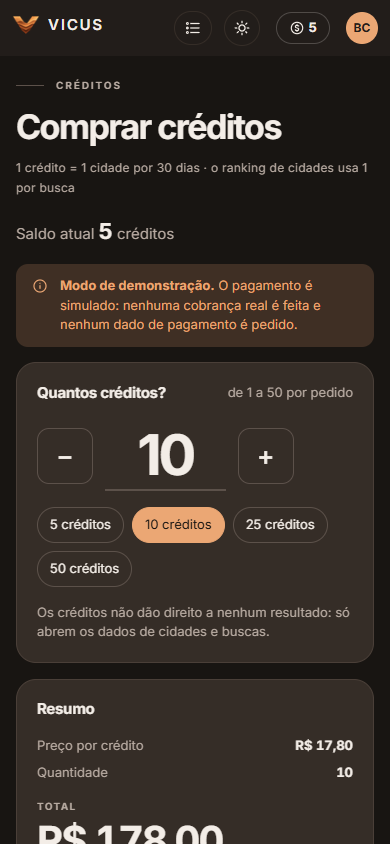 VICUS
5
BC
CRÉDITOS
Comprar créditos
1 crédito = 1 cidade por 30 dias · o ranking de cidades usa 1
por busca
Saldo atual 5 créditos
Modo de demonstração. O pagamento é
simulado: nenhuma cobrança real é feita e
nenhum dado de pagamento é pedido.
Quantos créditos?
de 1 a 50 por pedido
− 10 +
5 créditos
10 créditos
25 créditos
50 créditos
Os créditos não dão direito a nenhum resultado: só
abrem os dados de cidades e buscas.
Resumo
Preço por crédito
R$ 17,80
Quantidade
10
TOTAL
R$ 178,00